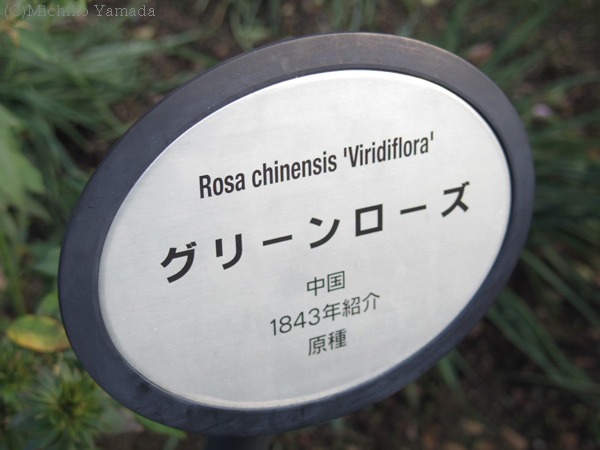 (C)Michiko Yamada
Rosa chinensis 'Viridiflora'
グリーンローズ
中国
1843年紹介
原種